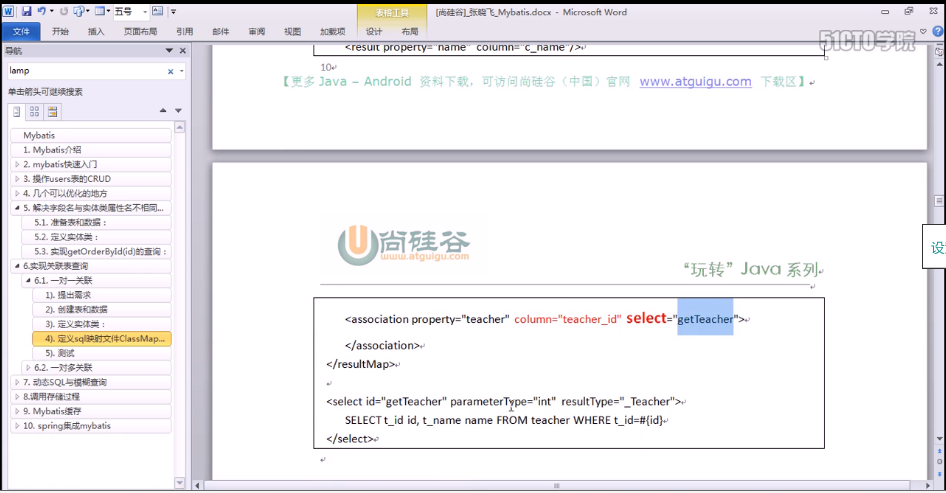 五号
表格工具
[尚硅谷]_张晓飞_Mybatis.docx - Microsoft Word
文件 开始 插入 页面布局 引用 邮件 审阅 视图 加载项 设计 布局
51CTO学院
导航
lamp
单击箭头可继续搜索
Mybatis
1. Mybatis介绍
2. mybatis快速入门
3. 操作users表的CRUD
4. 几个可以优化的地方
5. 解决字段名与实体类属性名不相同...
5.1. 准备表和数据：
5.2. 定义实体类：
5.3. 实现getOrderById(id)的查询：
6.实现关联表查询
6.1. 一对一关联
1). 提出需求
2). 创建表和数据
3). 定义实体类：
4). 定义sql映射文件ClassMap...
5). 测试
6.2. 一对多关联
7. 动态SQL与模糊查询
8.调用存储过程
9. Mybatis缓存
10. spring集成mybatis
<result property="name" column="c_name"/>
10
【更多 Java – Android 资料下载，可访问尚硅谷（中国）官网 www.atguigu.com 下载区】
尚硅谷
www.atguigu.com
“玩转” Java 系列
<association property="teacher" column="teacher_id" select="getTeacher">
</association>
</resultMap>
<select id="getTeacher" parameterType="int" resultType="_Teacher">
SELECT t_id id, t_name name FROM teacher WHERE t_id=#{id}
</select>